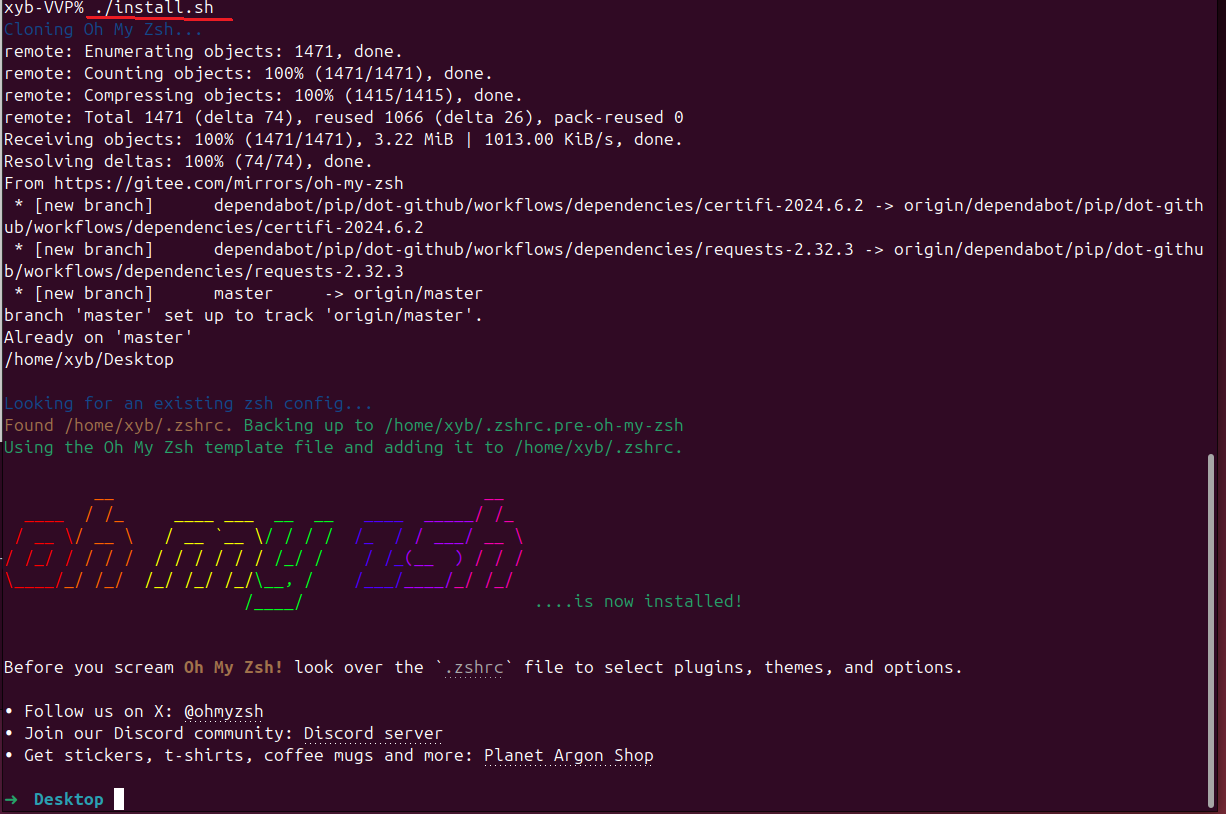 xyb-VVP% ./install.sh
Cloning Oh My Zsh...
remote: Enumerating objects: 1471, done.
remote: Counting objects: 100% (1471/1471), done.
remote: Compressing objects: 100% (1415/1415), done.
remote: Total 1471 (delta 74), reused 1066 (delta 26), pack-reused 0
Receiving objects: 100% (1471/1471), 3.22 MiB | 1013.00 KiB/s, done.
Resolving deltas: 100% (74/74), done.
From https://gitee.com/mirrors/oh-my-zsh
 * [new branch]      dependabot/pip/dot-github/workflows/dependencies/certifi-2024.6.2 -> origin/dependabot/pip/dot-gith
ub/workflows/dependencies/certifi-2024.6.2
 * [new branch]      dependabot/pip/dot-github/workflows/dependencies/requests-2.32.3 -> origin/dependabot/pip/dot-githu
b/workflows/dependencies/requests-2.32.3
 * [new branch]      master     -> origin/master
branch 'master' set up to track 'origin/master'.
Already on 'master'
/home/xyb/Desktop
Looking for an existing zsh config...
Found /home/xyb/.zshrc. Backing up to /home/xyb/.zshrc.pre-oh-my-zsh
Using the Oh My Zsh template file and adding it to /home/xyb/.zshrc.
oh my zsh
....is now installed!
Before you scream Oh My Zsh! look over the `.zshrc` file to select plugins, themes, and options.
• Follow us on X: @ohmyzsh
• Join our Discord community: Discord server
• Get stickers, t-shirts, coffee mugs and more: Planet Argon Shop
➜  Desktop